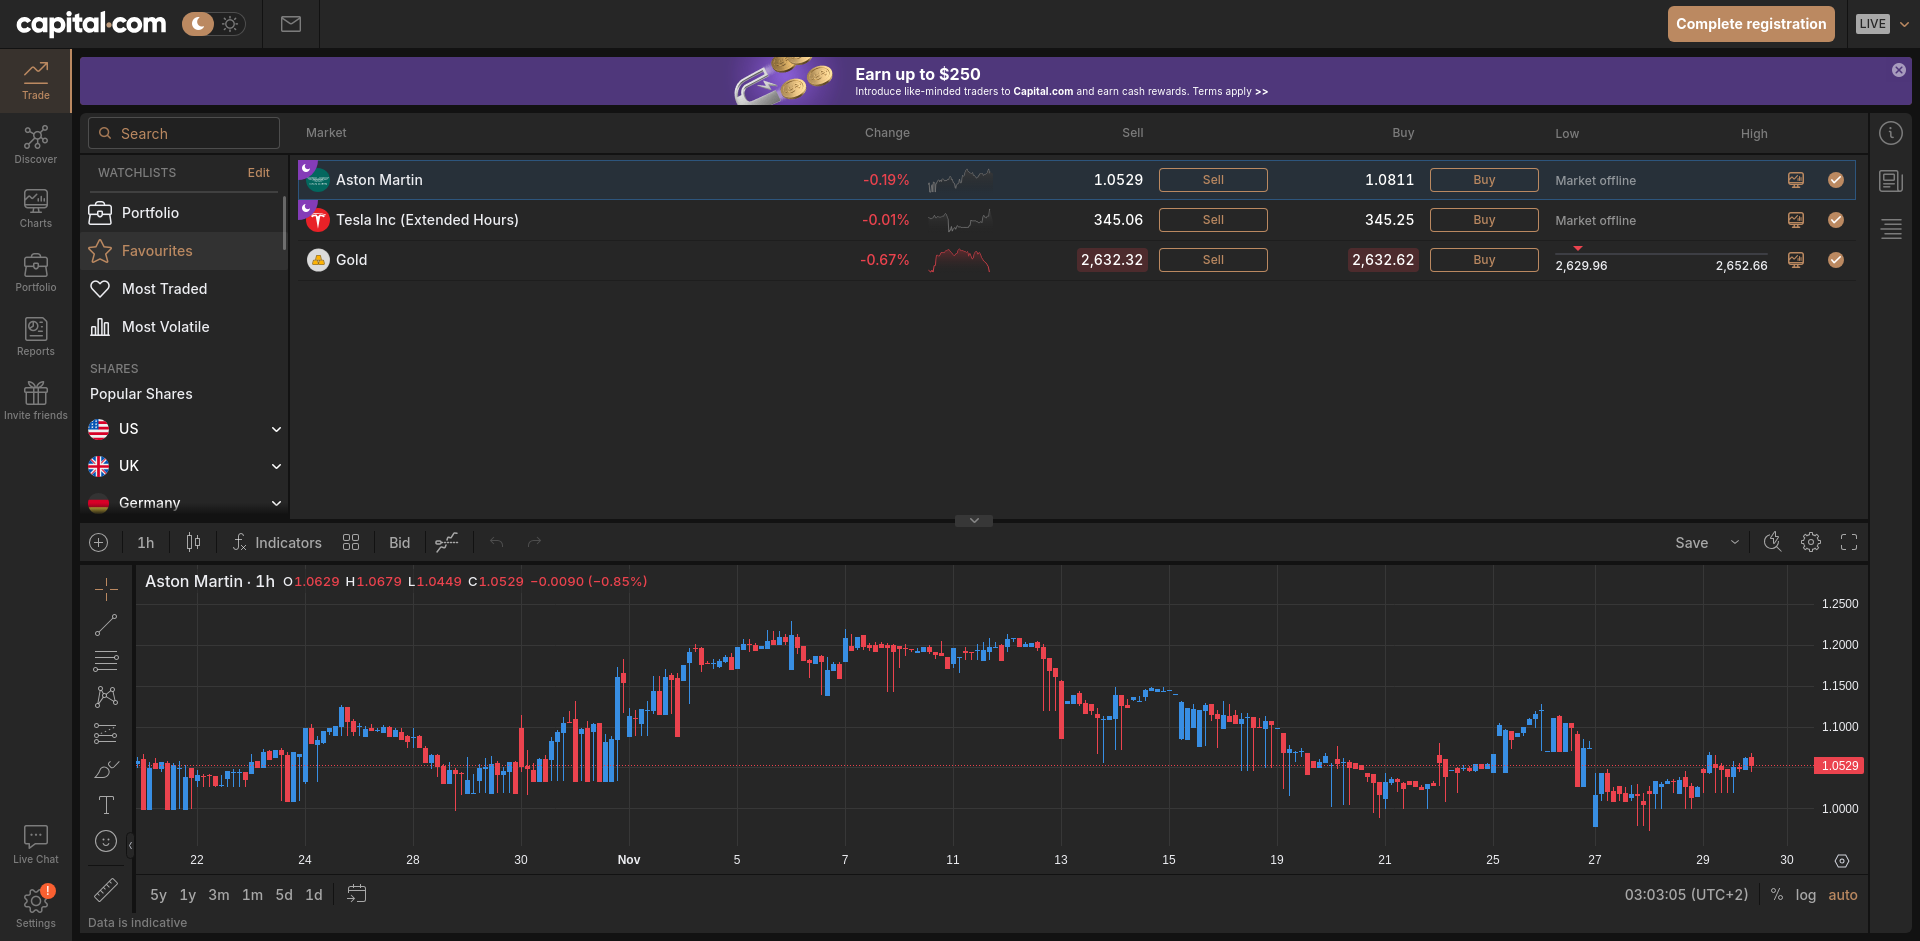 capital.com
Complete registration
LIVE
Trade
Discover
Charts
Portfolio
Reports
Invite friends
Live Chat
!
Settings
Earn up to $250
Introduce like-minded traders to Capital.com and earn cash rewards. Terms apply >>
Search
Market Change Sell Buy Low High
WATCHLISTS Edit
Portfolio
Favourites
Most Traded
Most Volatile
SHARES
Popular Shares
US
UK
Germany
Aston Martin -0.19% 1.0529 Sell 1.0811 Buy Market offline
Tesla Inc (Extended Hours) -0.01% 345.06 Sell 345.25 Buy Market offline
Gold -0.67% 2,632.32 Sell 2,632.62 Buy 2,629.96 2,652.66
1h Indicators Bid Save
Aston Martin · 1h O1.0629 H1.0679 L1.0449 C1.0529 −0.0090 (−0.85%)
1.2500
1.2000
1.1500
1.1000
1.0529
1.0000
22 24 28 30 Nov 5 7 11 13 15 19 21 25 27 29 30
5y 1y 3m 1m 5d 1d 03:03:05 (UTC+2) % log auto
Data is indicative